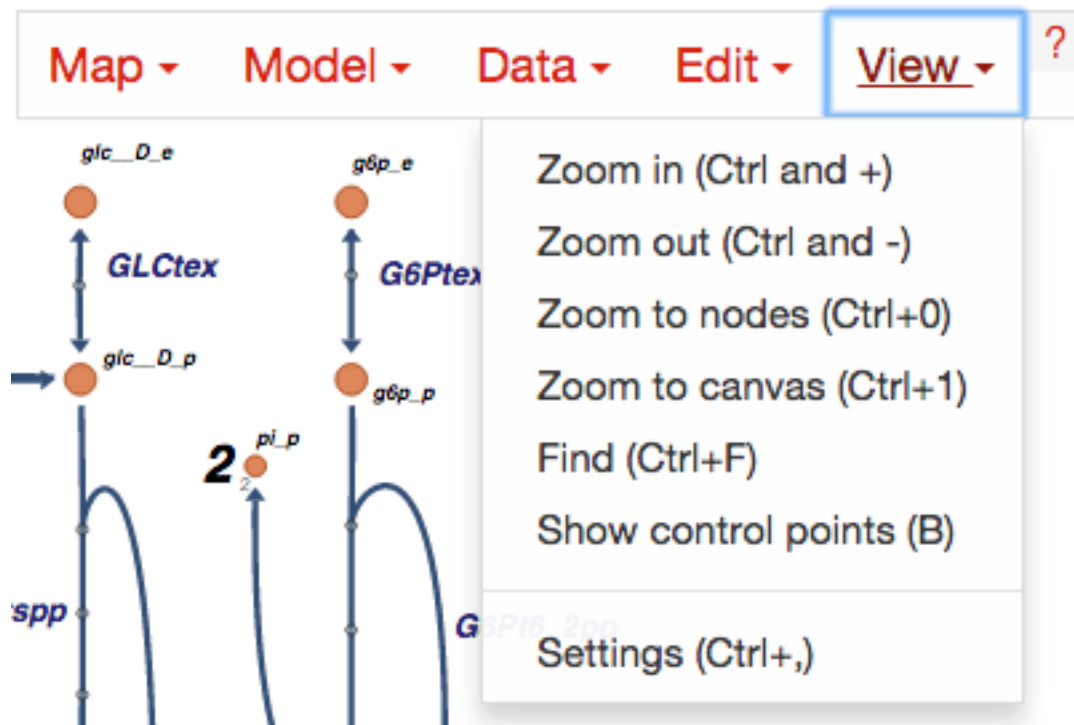 Map Model Data Edit View ?
glc__D_e
g6p_e
Zoom in (Ctrl and +)
Zoom out (Ctrl and -)
GLCtex
G6Ptex
Zoom to nodes (Ctrl+0)
glc__D_p
g6p_p
Zoom to canvas (Ctrl+1)
2 pi_p
2
Find (Ctrl+F)
Show control points (B)
tspp
G6Pt6_2pp
Settings (Ctrl+,)